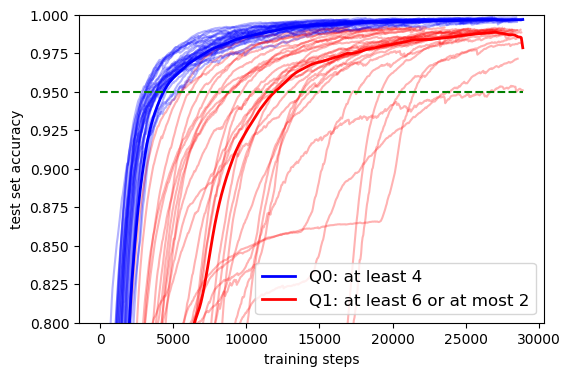 1.000
0.975
0.950
0.925
0.900
0.875
0.850
0.825
0.800
test set accuracy
Q0: at least 4
Q1: at least 6 or at most 2
0 5000 10000 15000 20000 25000 30000
training steps